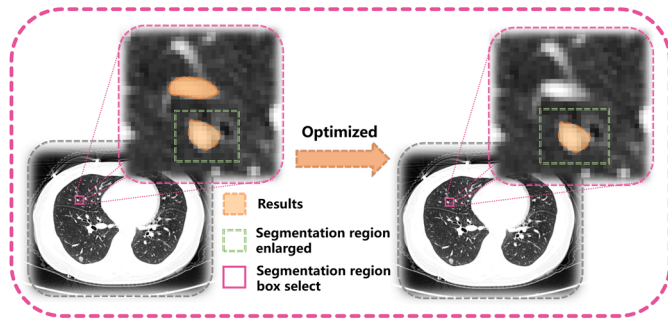 Optimized
Results
Segmentation region
enlarged
Segmentation region
box select